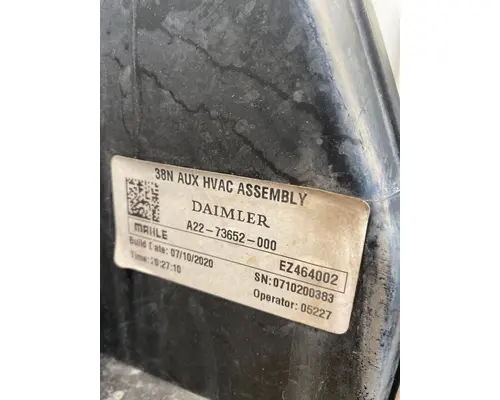 38N AUX HVAC ASSEMBLY
DAIMLER
MAHLE A22-73652-000
EZ464002
Build Date: 07/10/2020
SN:0710200383
Time: 10:27:10
Operator: 05227